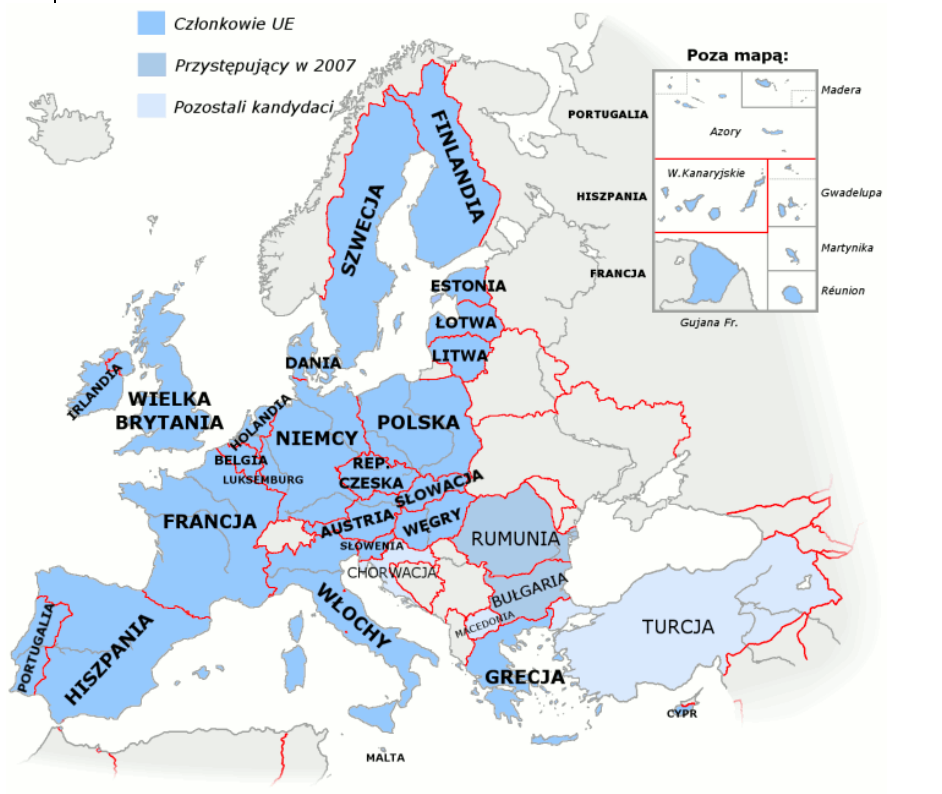 Członkowie UE
Przystępujący w 2007
Pozostali kandydaci
Poza mapą:
PORTUGALIA
Madera
Azory
HISZPANIA
W.Kanaryjskie
Gwadelupa
FRANCJA
Martynika
Réunion
Gujana Fr.
FINLANDIA
SZWECJA
ESTONIA
ŁOTWA
LITWA
DANIA
IRLANDIA
WIELKA
BRYTANIA
HOLANDIA
NIEMCY
POLSKA
BELGIA
LUKSEMBURG
REP.
CZESKA
SŁOWACJA
FRANCJA
AUSTRIA
WĘGRY
SŁOWENIA
RUMUNIA
CHORWACJA
BUŁGARIA
MACEDONIA
WŁOCHY
PORTUGALIA
HISZPANIA
TURCJA
GRECJA
CYPR
MALTA